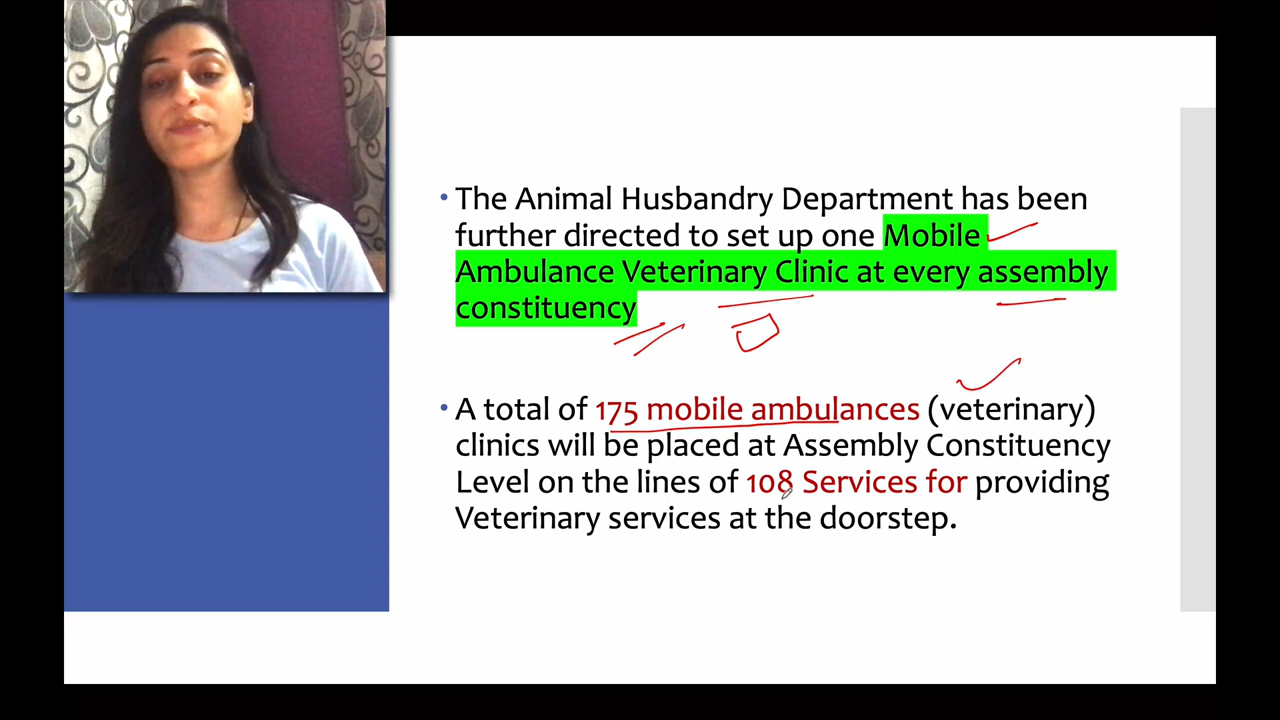 • The Animal Husbandry Department has been
further directed to set up one Mobile
Ambulance Veterinary Clinic at every assembly
constituency
• A total of 175 mobile ambulances (veterinary)
clinics will be placed at Assembly Constituency
Level on the lines of 108 Services for providing
Veterinary services at the doorstep.